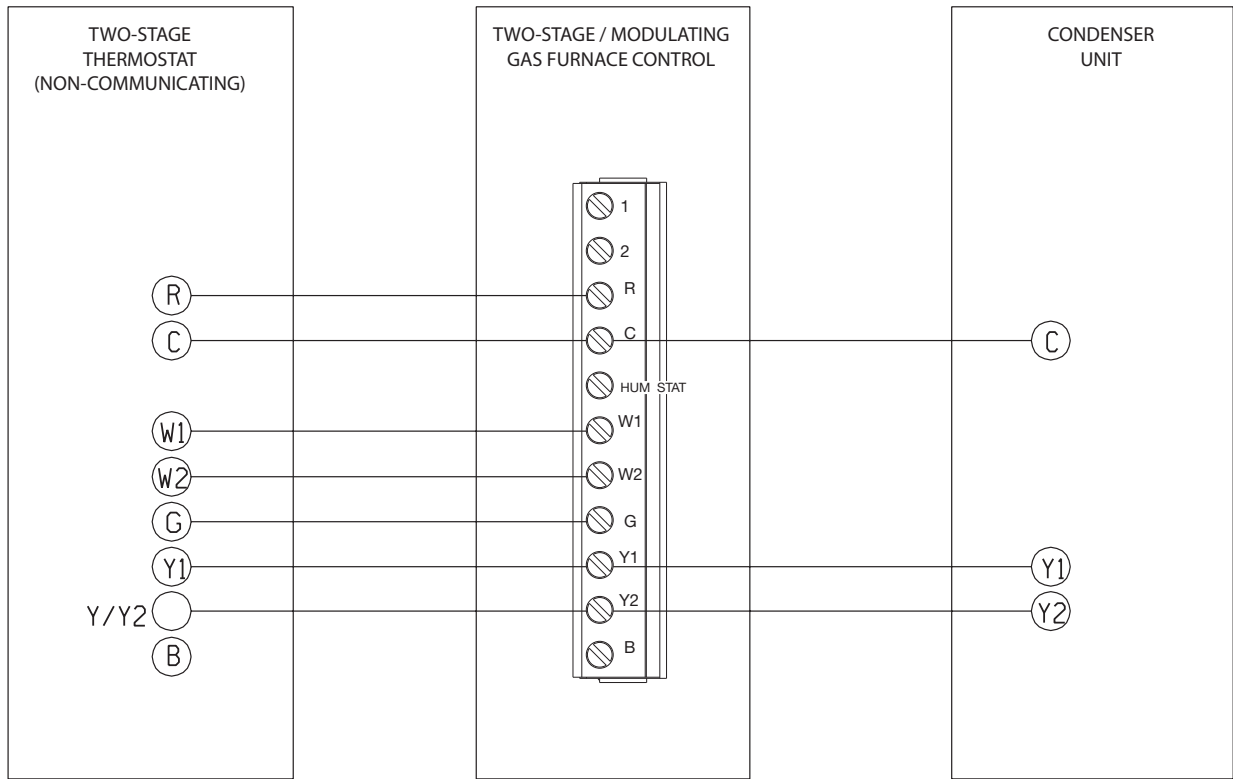 TWO-STAGE
THERMOSTAT
(NON-COMMUNICATING)
TWO-STAGE / MODULATING
GAS FURNACE CONTROL
CONDENSER
UNIT
1
2
R
R
C
C
C
HUM STAT
W1
W1
W2
W2
G
G
Y1
Y1
Y1
Y/Y2
Y2
Y2
B
B